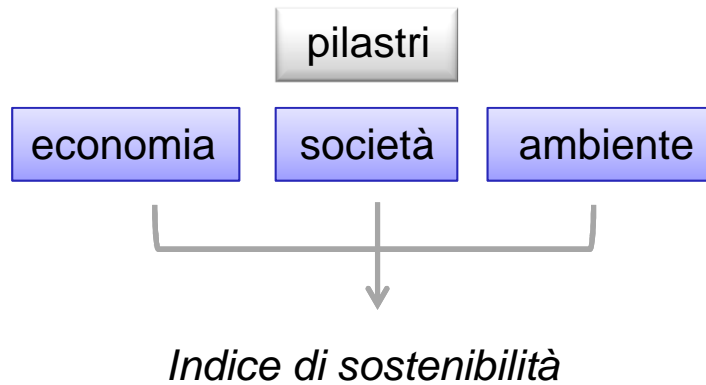 pilastri
economia società ambiente
Indice di sostenibilità